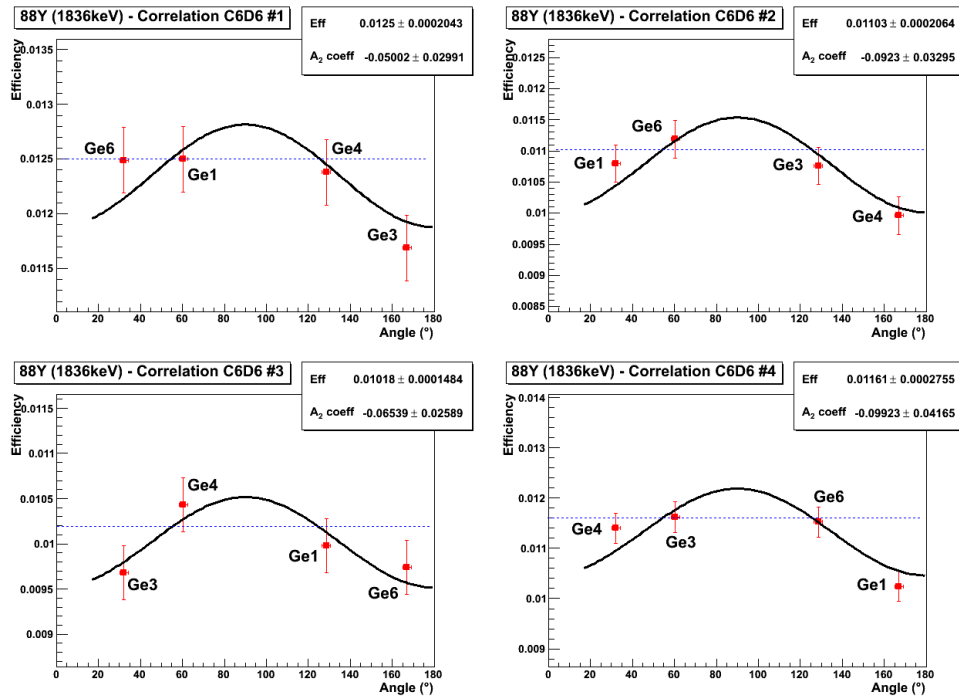 88Y (1836keV) - Correlation C6D6 #1
Eff 0.0125 ± 0.0002043
A₂ coeff -0.05002 ± 0.02991
Efficiency
0.0135
0.013
0.0125
0.012
0.0115
Ge6
Ge1
Ge4
Ge3
0 20 40 60 80 100 120 140 160 180
Angle (°)
88Y (1836keV) - Correlation C6D6 #2
Eff 0.01103 ± 0.0002064
A₂ coeff -0.0923 ± 0.03295
Efficiency
0.012
0.0115
0.011
0.0105
0.01
0.0095
0.009
0.0085
Ge1
Ge6
Ge3
Ge4
0 20 40 60 80 100 120 140 160 180
Angle (°)
88Y (1836keV) - Correlation C6D6 #3
Eff 0.01018 ± 0.0001484
A₂ coeff -0.06539 ± 0.02589
Efficiency
0.0115
0.011
0.0105
0.01
0.0095
0.009
Ge3
Ge4
Ge1
Ge6
0 20 40 60 80 100 120 140 160 180
Angle (°)
88Y (1836keV) - Correlation C6D6 #4
Eff 0.01161 ± 0.0002755
A₂ coeff -0.09923 ± 0.04165
Efficiency
0.014
0.013
0.012
0.011
0.01
0.009
Ge4
Ge3
Ge6
Ge1
0 20 40 60 80 100 120 140 160 180
Angle (°)